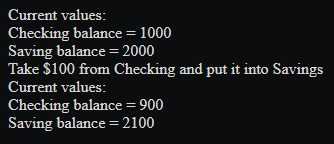 Current values:
Checking balance = 1000
Saving balance = 2000
Take $100 from Checking and put it into Savings
Current values:
Checking balance = 900
Saving balance = 2100